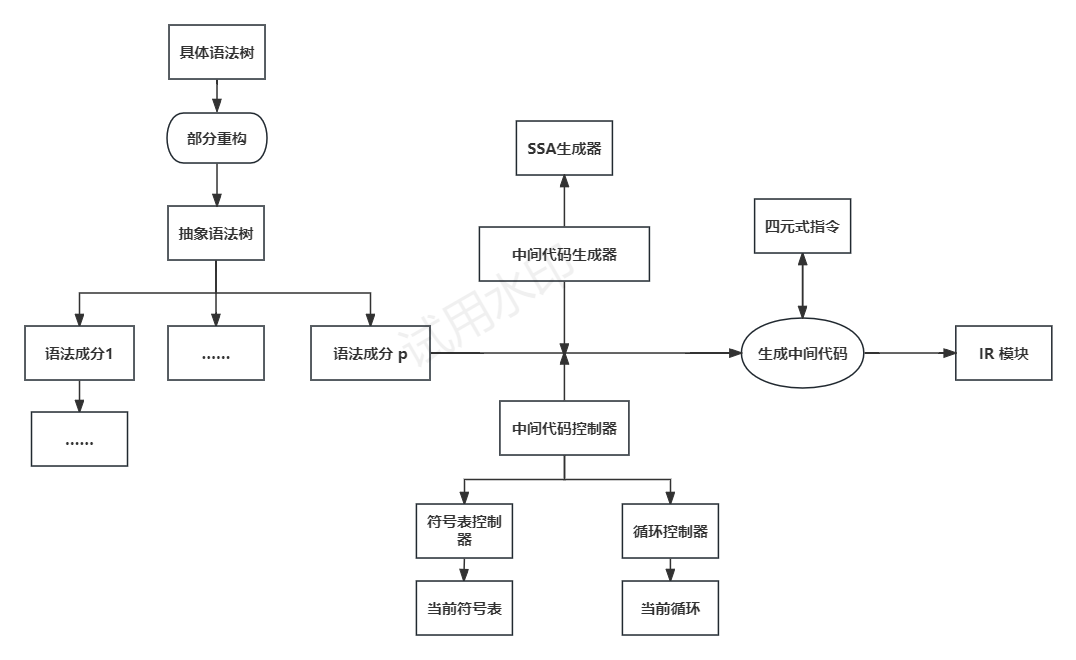 具体语法树
部分重构
抽象语法树
语法成分1
......
语法成分 p
......
SSA生成器
中间代码生成器
四元式指令
生成中间代码
IR 模块
中间代码控制器
符号表控制
器
循环控制器
当前符号表
当前循环
试用水印